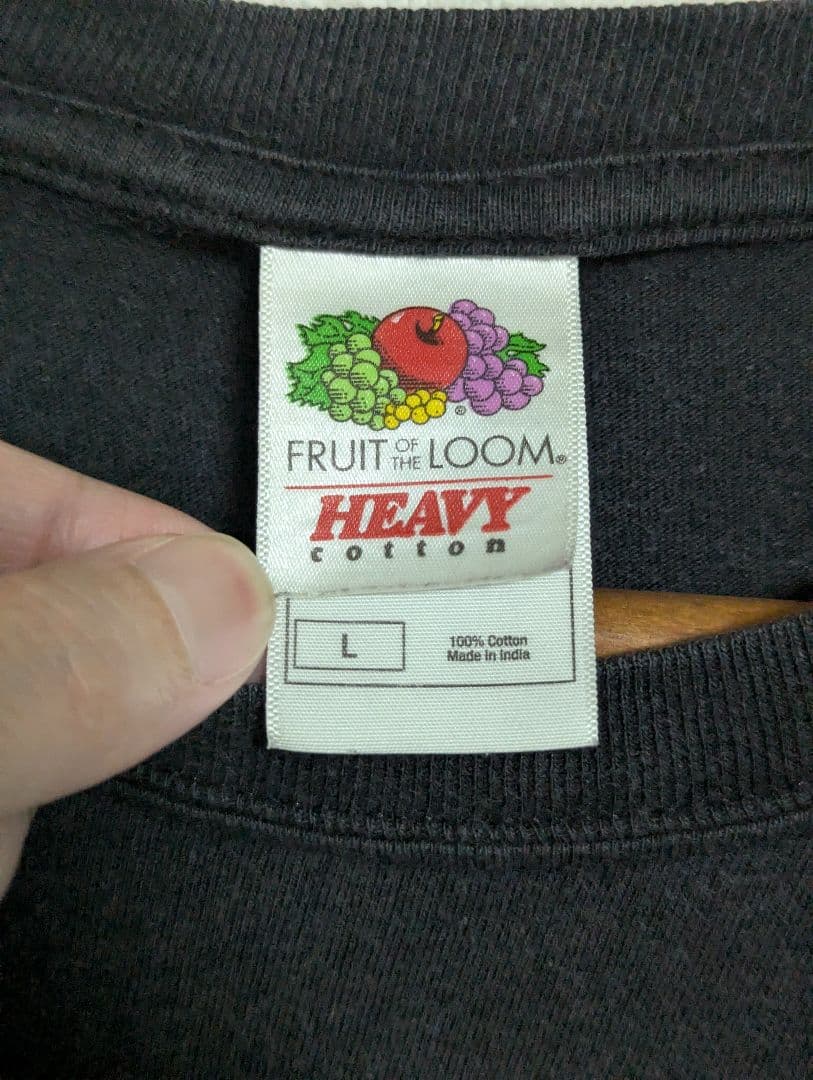 ®
FRUIT OF THE LOOM®
HEAVY
cotton
L
100% Cotton
Made in India